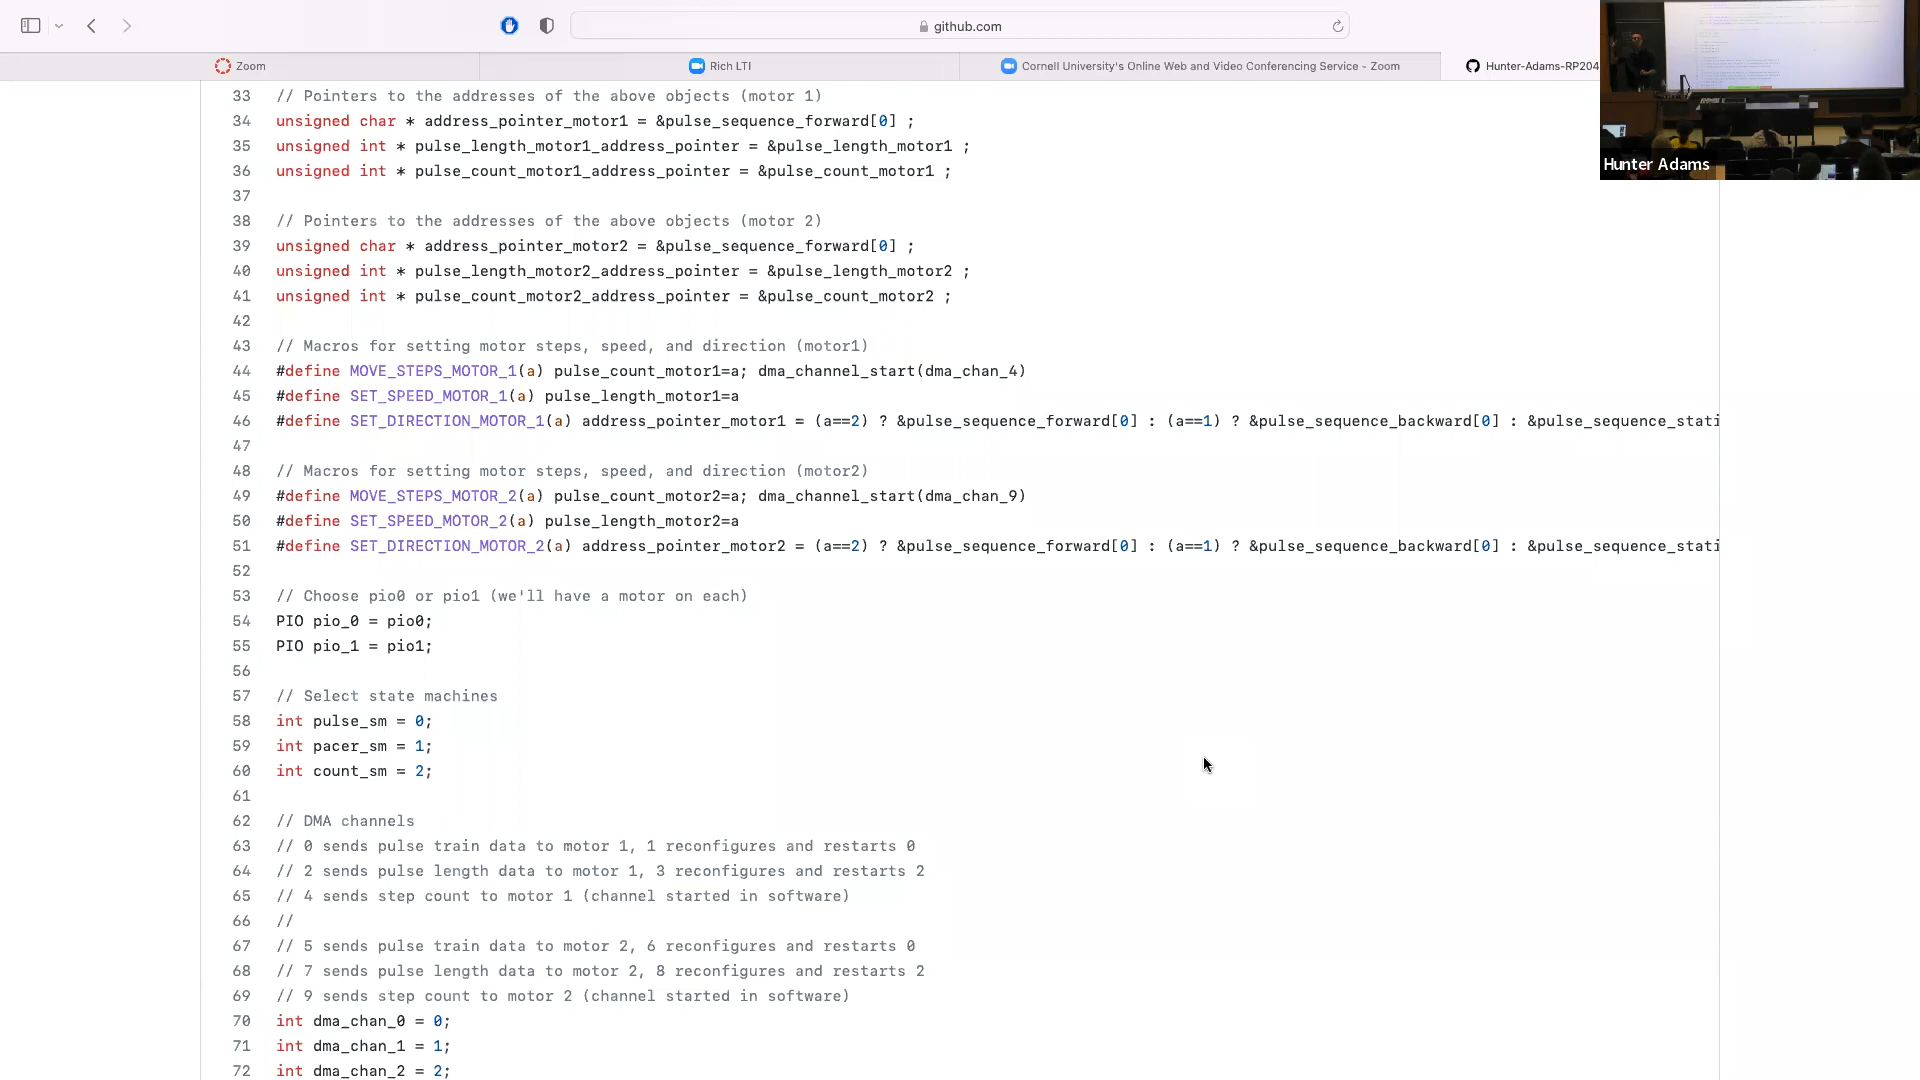 github.com
Zoom
Rich LTI
Cornell University's Online Web and Video Conferencing Service - Zoom
Hunter-Adams-RP204
Hunter Adams
33 // Pointers to the addresses of the above objects (motor 1)
34 unsigned char * address_pointer_motor1 = &pulse_sequence_forward[0] ;
35 unsigned int * pulse_length_motor1_address_pointer = &pulse_length_motor1 ;
36 unsigned int * pulse_count_motor1_address_pointer = &pulse_count_motor1 ;
37
38 // Pointers to the addresses of the above objects (motor 2)
39 unsigned char * address_pointer_motor2 = &pulse_sequence_forward[0] ;
40 unsigned int * pulse_length_motor2_address_pointer = &pulse_length_motor2 ;
41 unsigned int * pulse_count_motor2_address_pointer = &pulse_count_motor2 ;
42
43 // Macros for setting motor steps, speed, and direction (motor1)
44 #define MOVE_STEPS_MOTOR_1(a) pulse_count_motor1=a; dma_channel_start(dma_chan_4)
45 #define SET_SPEED_MOTOR_1(a) pulse_length_motor1=a
46 #define SET_DIRECTION_MOTOR_1(a) address_pointer_motor1 = (a==2) ? &pulse_sequence_forward[0] : (a==1) ? &pulse_sequence_backward[0] : &pulse_sequence_stati
47
48 // Macros for setting motor steps, speed, and direction (motor2)
49 #define MOVE_STEPS_MOTOR_2(a) pulse_count_motor2=a; dma_channel_start(dma_chan_9)
50 #define SET_SPEED_MOTOR_2(a) pulse_length_motor2=a
51 #define SET_DIRECTION_MOTOR_2(a) address_pointer_motor2 = (a==2) ? &pulse_sequence_forward[0] : (a==1) ? &pulse_sequence_backward[0] : &pulse_sequence_stati
52
53 // Choose pio0 or pio1 (we'll have a motor on each)
54 PIO pio_0 = pio0;
55 PIO pio_1 = pio1;
56
57 // Select state machines
58 int pulse_sm = 0;
59 int pacer_sm = 1;
60 int count_sm = 2;
61
62 // DMA channels
63 // 0 sends pulse train data to motor 1, 1 reconfigures and restarts 0
64 // 2 sends pulse length data to motor 1, 3 reconfigures and restarts 2
65 // 4 sends step count to motor 1 (channel started in software)
66 //
67 // 5 sends pulse train data to motor 2, 6 reconfigures and restarts 0
68 // 7 sends pulse length data to motor 2, 8 reconfigures and restarts 2
69 // 9 sends step count to motor 2 (channel started in software)
70 int dma_chan_0 = 0;
71 int dma_chan_1 = 1;
72 int dma_chan_2 = 2;